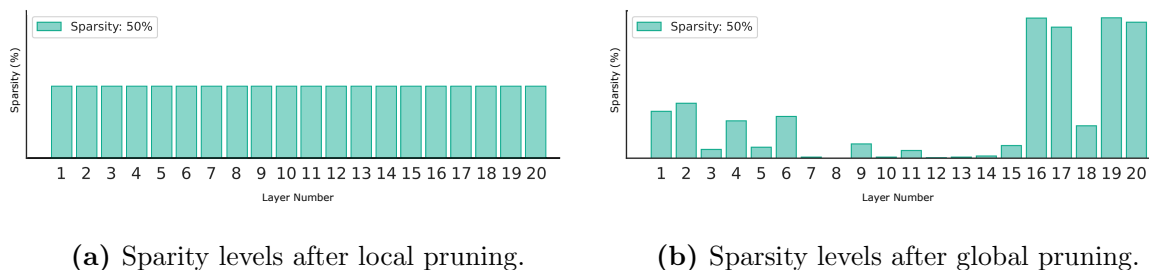 Sparsity: 50%
Sparsity (%)
1 2 3 4 5 6 7 8 9 10 11 12 13 14 15 16 17 18 19 20
Layer Number
(a) Sparity levels after local pruning.
Sparsity: 50%
Sparsity (%)
1 2 3 4 5 6 7 8 9 10 11 12 13 14 15 16 17 18 19 20
Layer Number
(b) Sparsity levels after global pruning.